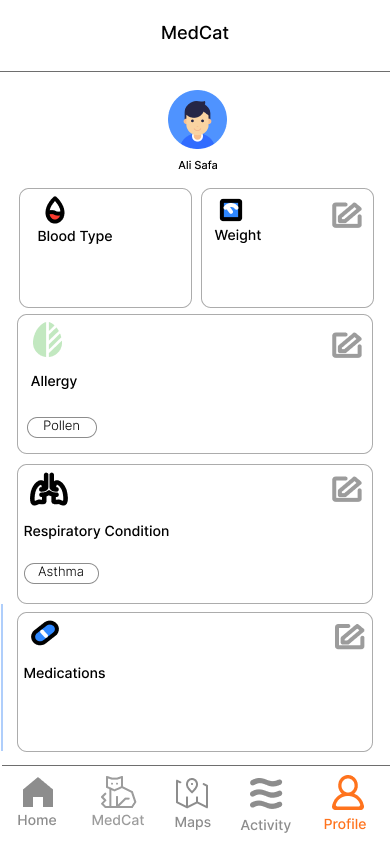 MedCat
Ali Safa
Blood Type
Weight
Allergy
Pollen
Respiratory Condition
Asthma
Medications
Home
MedCat
Maps
Activity
Profile